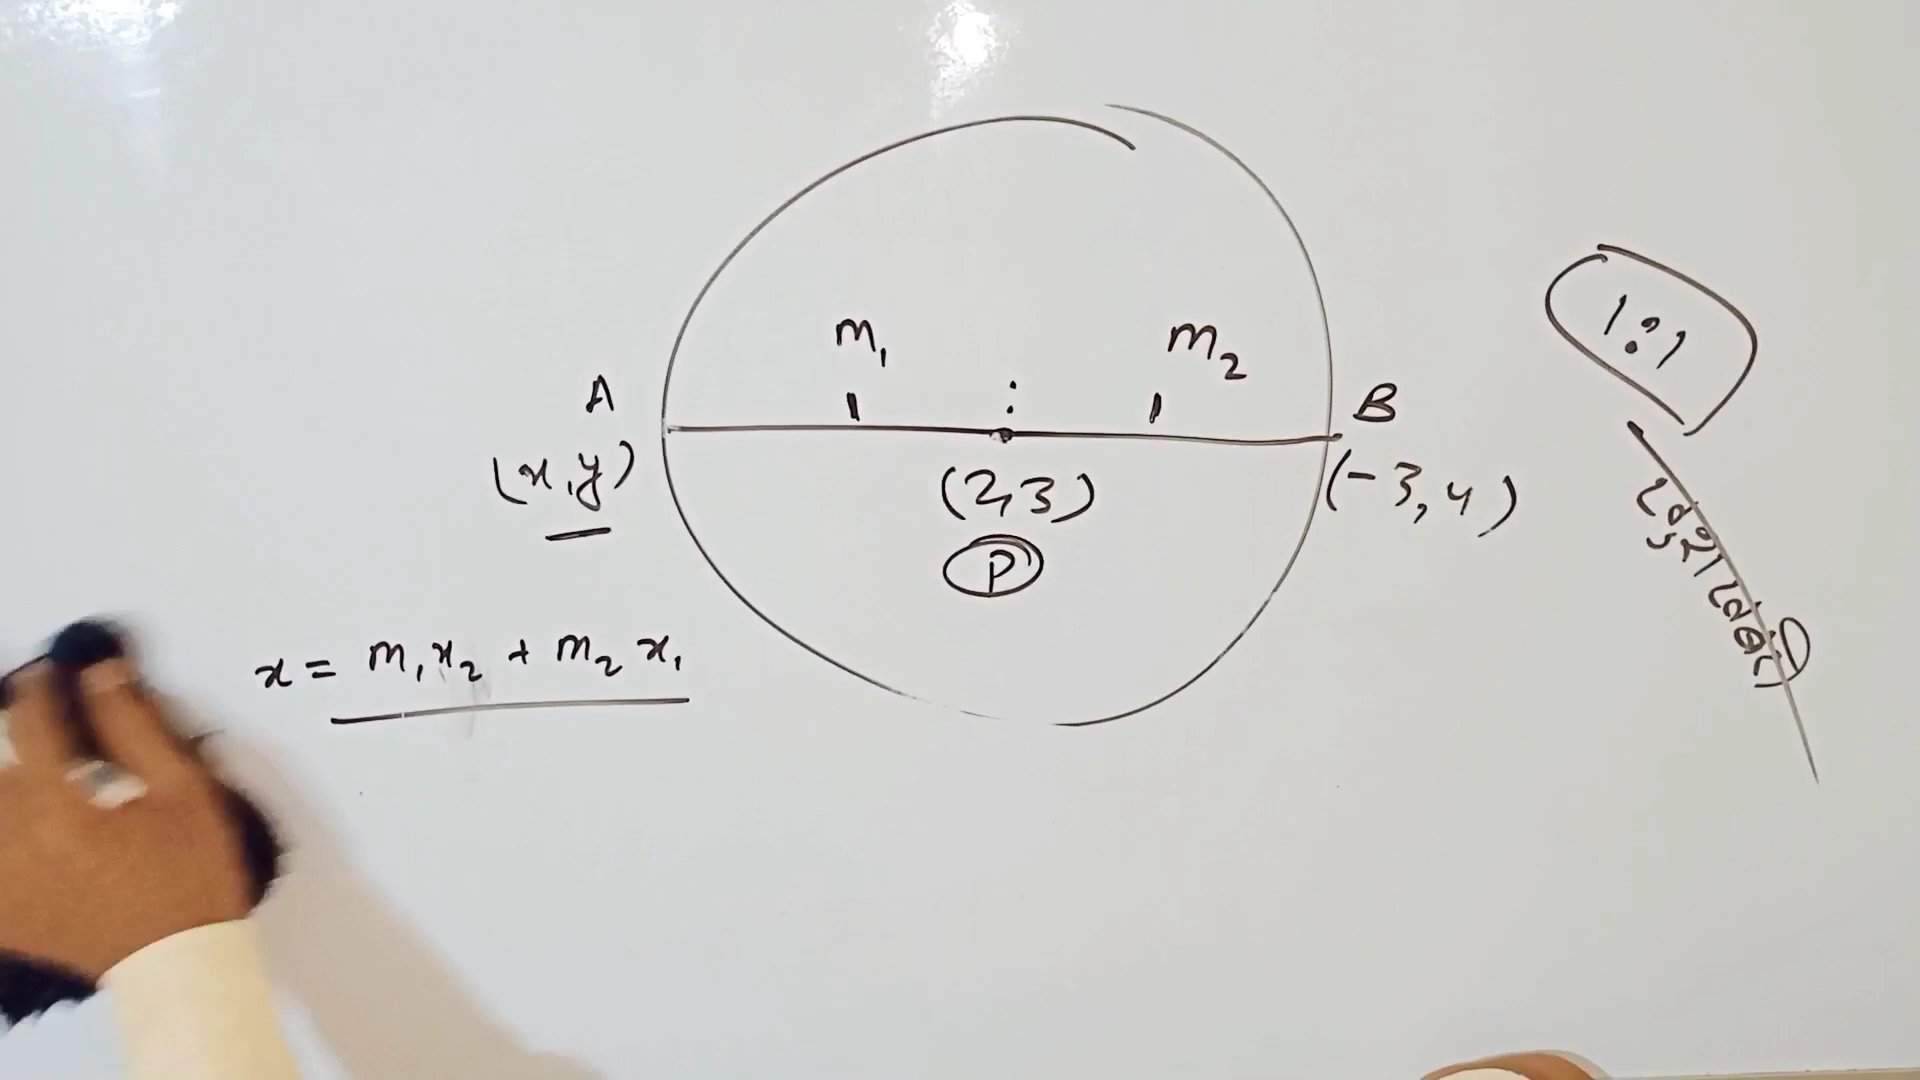 m₁ : m₂
A
B
(x,y)
(2,3)
(-3,4)
P
x = m₁x₂ + m₂x₁
1:1